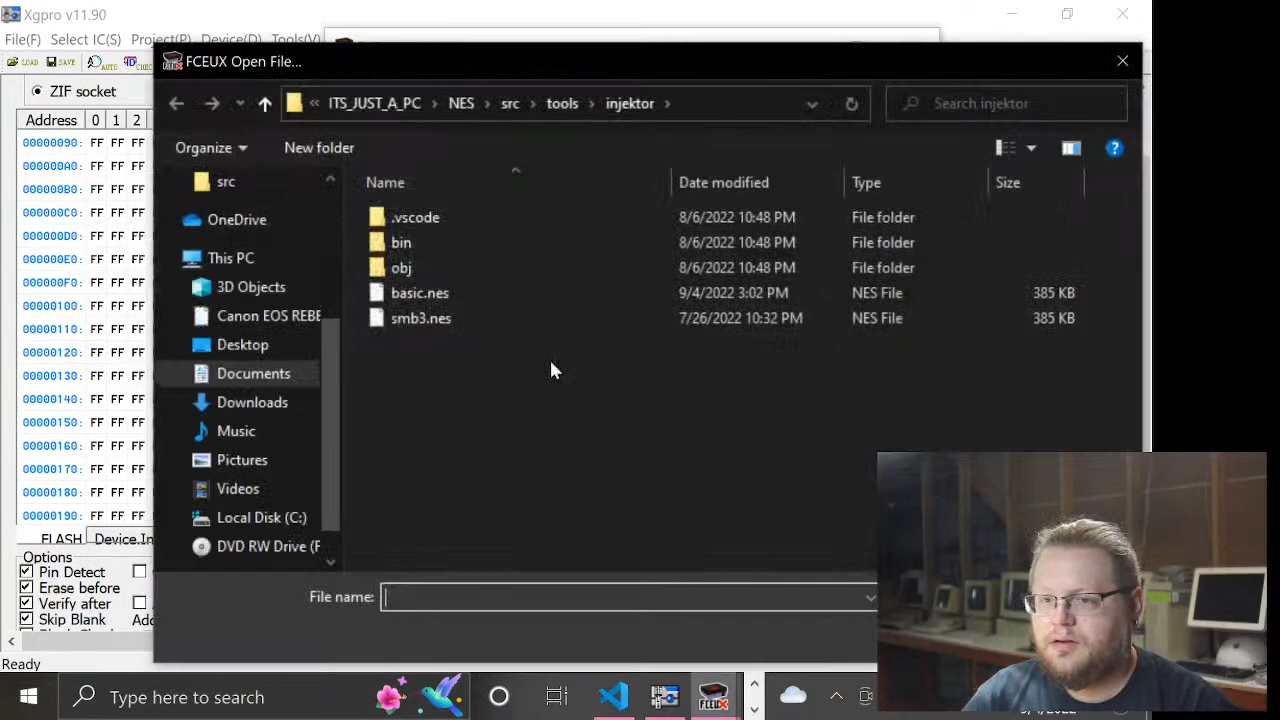 Xgpro v11.90
File(F) Select IC(S) Project(P) Device(D) Tools(V)
FCEUX Open File...
LOAD SAVE AUTO
« ITS_JUST_A_PC > NES > src > tools > injektor >
Search injektor
ZIF socket
Organize New folder
Address 0 1 2
Name Date modified Type Size
00000090: FF FF FF
000000A0: FF FF FF
000000B0: FF FF FF
000000C0: FF FF FF
000000D0: FF FF FF
000000E0: FF FF FF
000000F0: FF FF FF
00000100: FF FF FF
00000110: FF FF FF
00000120: FF FF FF
00000130: FF FF FF
00000140: FF FF FF
00000150: FF FF FF
00000160: FF FF FF
00000170: FF FF FF
00000180: FF FF FF
00000190: FF FF FF
src
OneDrive
This PC
3D Objects
Canon EOS REBE
Desktop
Documents
Downloads
Music
Pictures
Videos
Local Disk (C:)
DVD RW Drive (F
.vscode 8/6/2022 10:48 PM File folder
bin 8/6/2022 10:48 PM File folder
obj 8/6/2022 10:48 PM File folder
basic.nes 9/4/2022 3:02 PM NES File 385 KB
smb3.nes 7/26/2022 10:32 PM NES File 385 KB
FLASH Device.In
Options
Pin Detect
Erase before
Verify after
Skip Blank Add
File name:
Ready
Type here to search
FCEUX